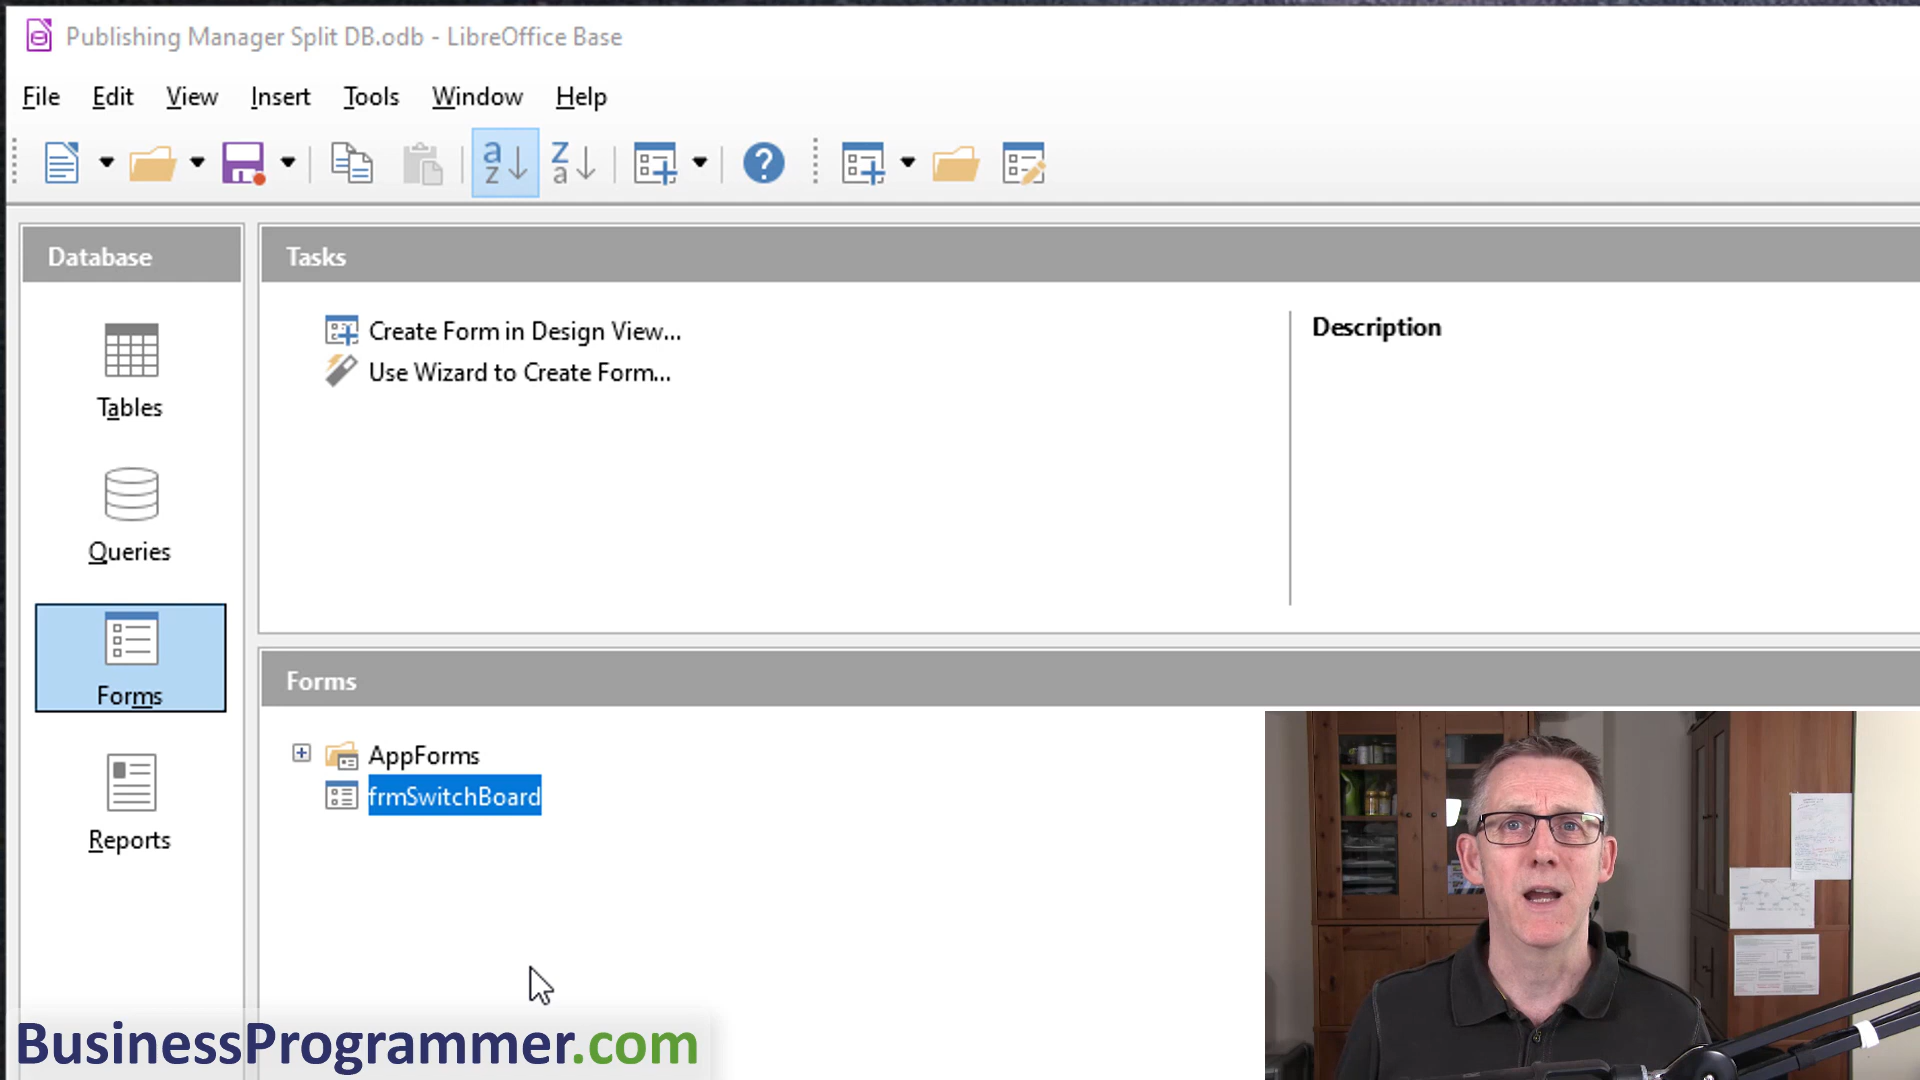 Publishing Manager Split DB.odb - LibreOffice Base
File Edit View Insert Tools Window Help
Database
Tasks
Create Form in Design View...
Use Wizard to Create Form...
Description
Tables
Queries
Forms
Reports
Forms
AppForms
frmSwitchBoard
BusinessProgrammer.com